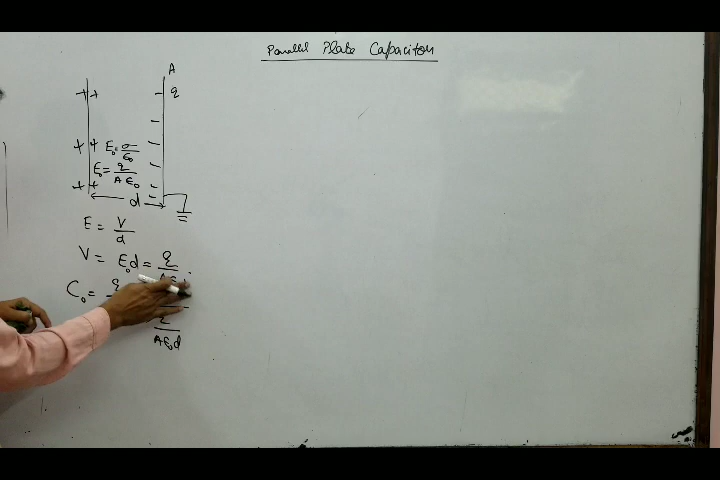 Parallel Plate Capacitor
A
+ + - q
-
+ + E₀ = σ/ε₀ -
E₀ = q/Aε₀ -
+ + -
d -
E = V/d
V = E₀d = q
C₀ = q
Aε₀d